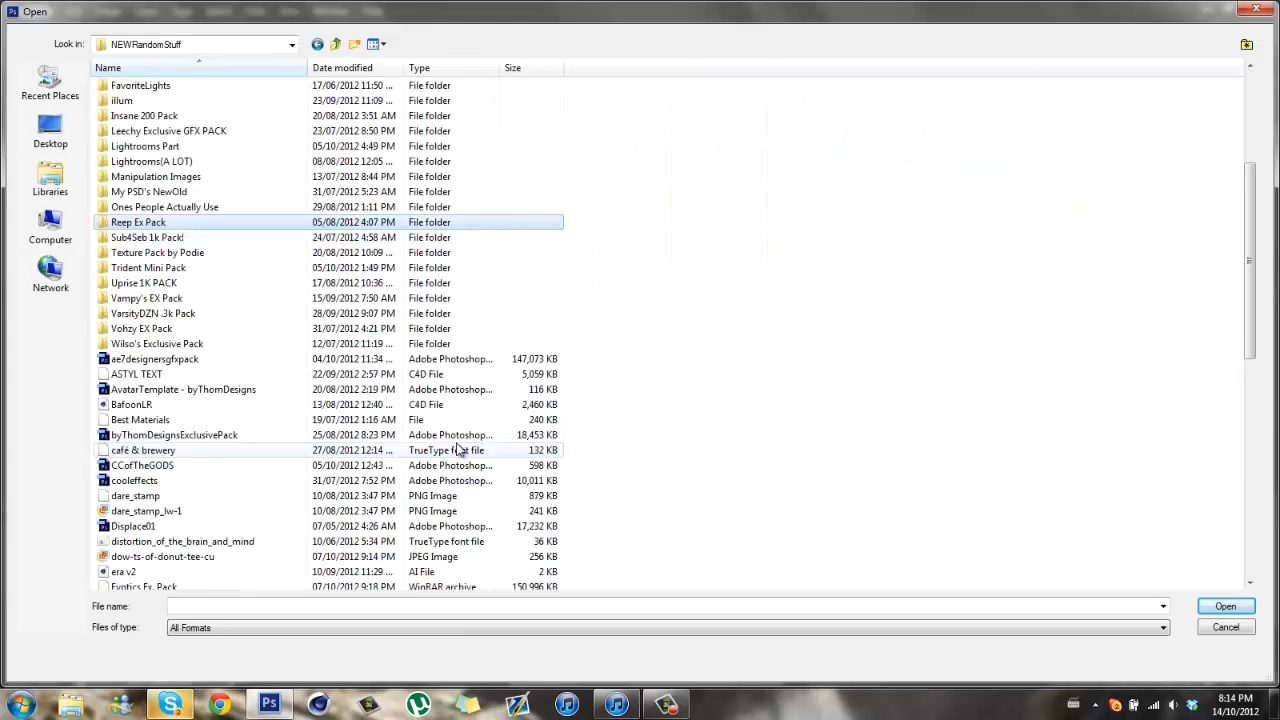 Open
Look in: NEWRandomStuff
Name Date modified Type Size
FavoriteLights 17/06/2012 11:50 ... File folder
illum 23/09/2012 11:09 ... File folder
Insane 200 Pack 20/08/2012 3:51 AM File folder
Leechy Exclusive GFX PACK 23/07/2012 8:50 PM File folder
Lightrooms Part 05/10/2012 4:49 PM File folder
Lightrooms(A LOT) 08/08/2012 12:05 ... File folder
Manipulation Images 13/07/2012 8:44 PM File folder
My PSD's NewOld 31/07/2012 5:23 AM File folder
Ones People Actually Use 29/08/2012 1:11 PM File folder
Reep Ex Pack 05/08/2012 4:07 PM File folder
Sub4Seb 1k Pack! 24/07/2012 4:58 AM File folder
Texture Pack by Podie 20/08/2012 10:09 ... File folder
Trident Mini Pack 05/10/2012 1:49 PM File folder
Uprise 1K PACK 17/08/2012 10:36 ... File folder
Vampy's EX Pack 15/09/2012 7:50 AM File folder
VarsityDZN .3k Pack 28/09/2012 9:07 PM File folder
Vohzy EX Pack 31/07/2012 4:21 PM File folder
Wilso's Exclusive Pack 12/07/2012 11:19 ... File folder
ae7designersgfxpack 04/10/2012 11:34 ... Adobe Photoshop... 147,073 KB
ASTYL TEXT 22/09/2012 2:57 PM C4D File 5,059 KB
AvatarTemplate - byThomDesigns 20/08/2012 2:19 PM Adobe Photoshop... 116 KB
BafoonLR 13/08/2012 12:40 ... C4D File 2,460 KB
Best Materials 19/07/2012 1:16 AM File 240 KB
byThomDesignsExclusivePack 25/08/2012 8:23 PM Adobe Photoshop... 18,453 KB
café & brewery 27/08/2012 12:14 ... TrueType font file 132 KB
CCofTheGODS 05/10/2012 12:43 ... Adobe Photoshop... 598 KB
cooleffects 31/07/2012 7:52 PM Adobe Photoshop... 10,011 KB
dare_stamp 10/08/2012 3:47 PM PNG Image 879 KB
dare_stamp_lw-1 10/08/2012 3:47 PM PNG Image 241 KB
Displace01 07/05/2012 4:26 AM Adobe Photoshop... 17,232 KB
distortion_of_the_brain_and_mind 10/06/2012 5:34 PM TrueType font file 36 KB
dow-ts-of-donut-tee-cu 07/10/2012 9:14 PM JPEG Image 256 KB
era v2 10/09/2012 11:29 ... AI File 2 KB
Exotics Ex. Pack 07/10/2012 9:18 PM WinRAR archive 150,996 KB
Recent Places
Desktop
Libraries
Computer
Network
File name: Open
Files of type: All Formats Cancel
Ps
8:14 PM
14/10/2012